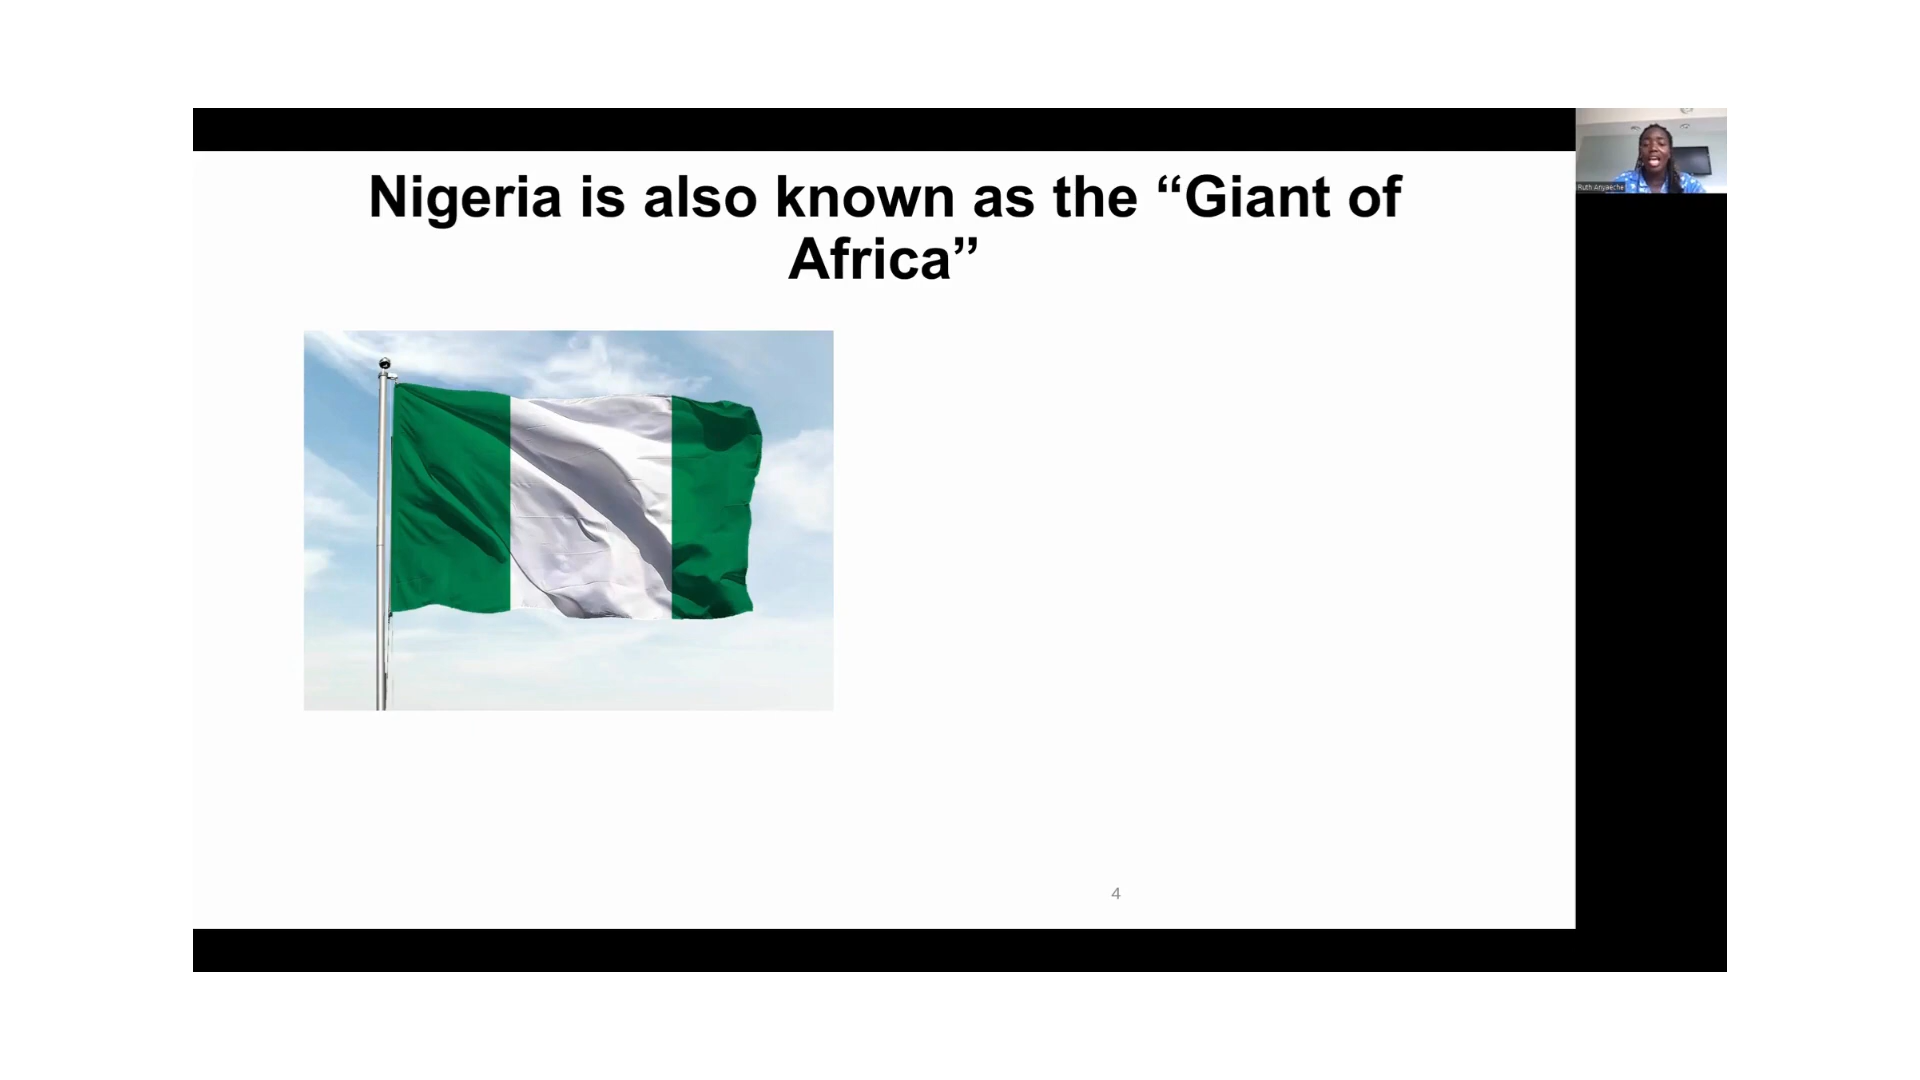 Nigeria is also known as the “Giant of
Africa”
Ruth Anyaeche
4